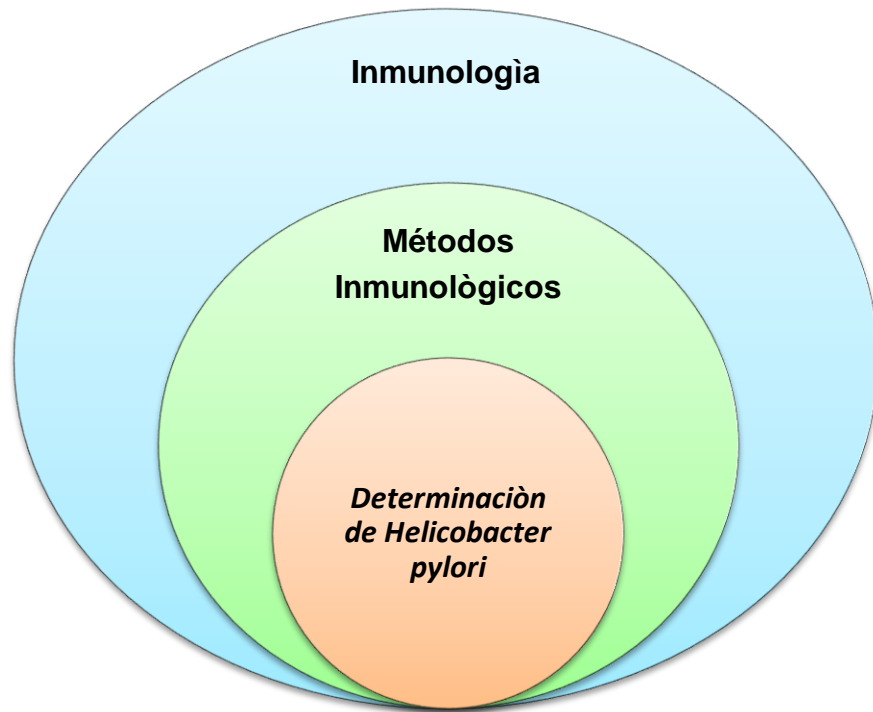 Inmunologìa
Métodos
Inmunològicos
Determinaciòn
de Helicobacter
pylori